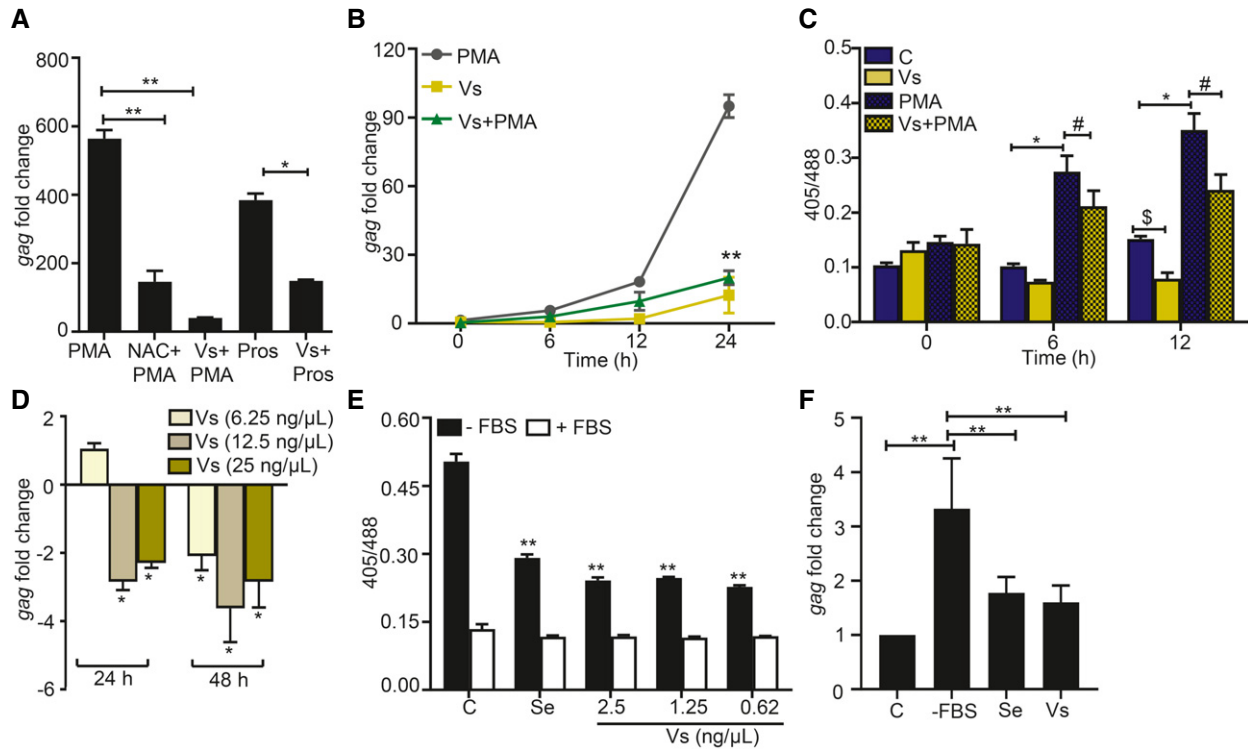 A
gag fold change
800
600
400
200
0
**
**
*
PMA
NAC+
PMA
Vs+
PMA
Pros
Vs+
Pros
B
gag fold change
120
90
60
30
0
PMA
Vs
Vs+PMA
**
0
6
12
24
Time (h)
C
405/488
0.5
0.4
0.3
0.2
0.1
0.0
C
Vs
PMA
Vs+PMA
*
#
$
*
#
0
6
12
Time (h)
D
gag fold change
2
0
-2
-4
-6
Vs (6.25 ng/µL)
Vs (12.5 ng/µL)
Vs (25 ng/µL)
*
*
*
*
*
24 h
48 h
E
405/488
0.60
0.45
0.30
0.15
0.00
- FBS
+ FBS
**
**
**
**
C
Se
2.5
1.25
0.62
Vs (ng/µL)
F
gag fold change
5
4
3
2
1
0
**
**
**
C
-FBS
Se
Vs